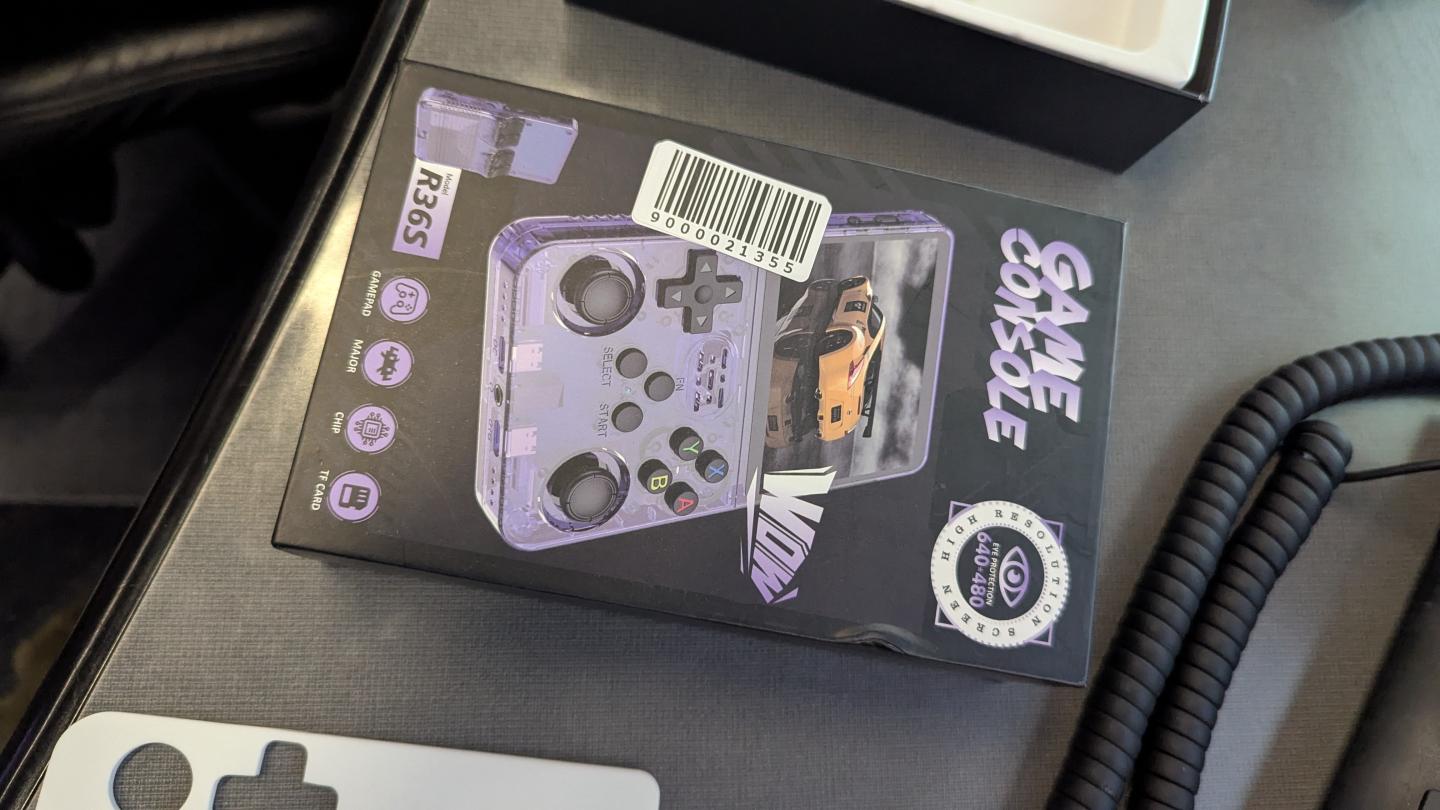 GAME
CONSOLE
HIGH RESOLUTION SCREEN
EYE PROTECTION
640*480
9000021355
WOW
SELECT
START
FN
Y
X
B
A
Model
R36S
GAMEPAD
MAJOR
CHIP
TF CARD